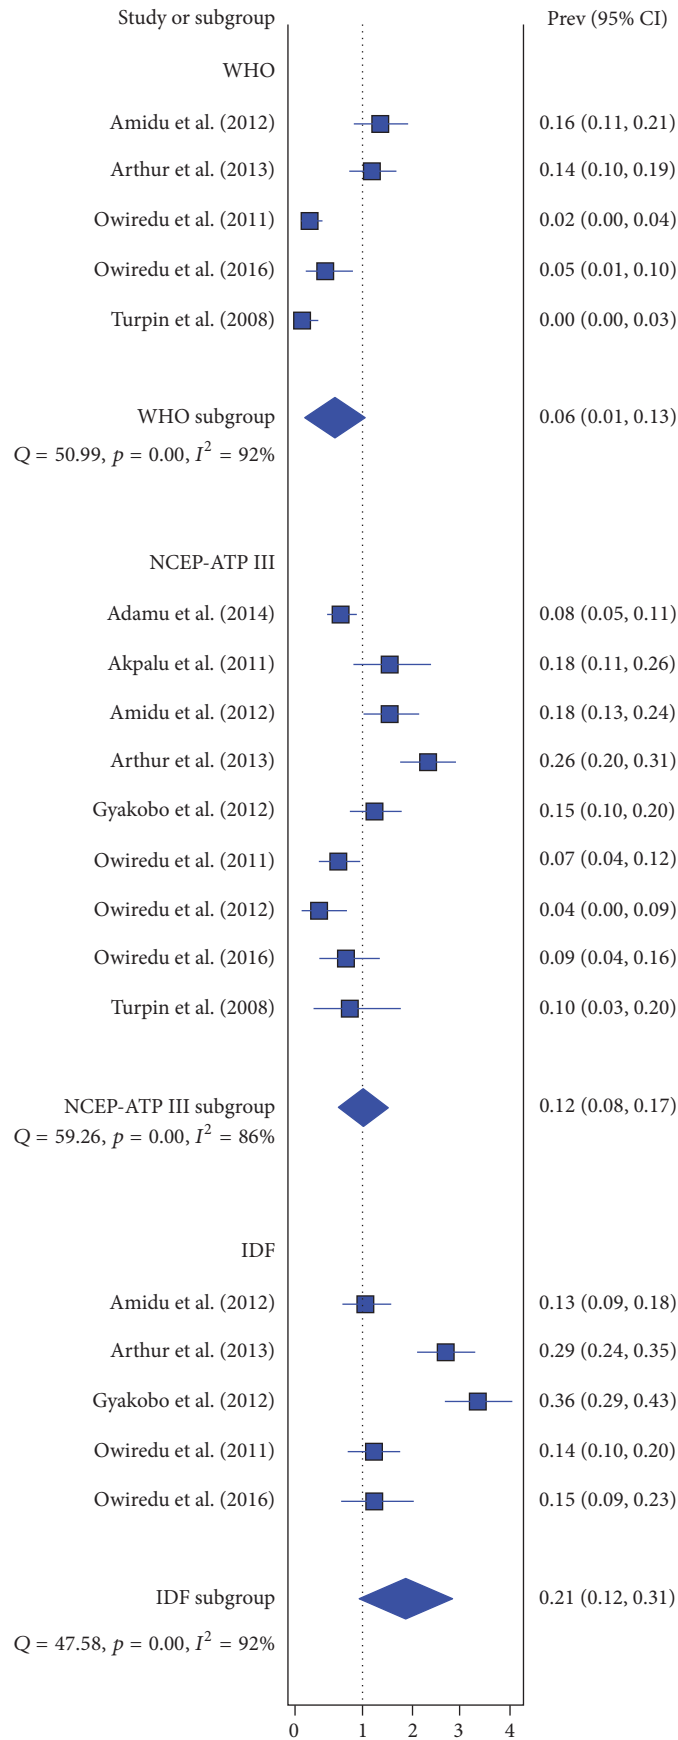 Study or subgroup Prev (95% CI)
WHO
Amidu et al. (2012) 0.16 (0.11, 0.21)
Arthur et al. (2013) 0.14 (0.10, 0.19)
Owiredu et al. (2011) 0.02 (0.00, 0.04)
Owiredu et al. (2016) 0.05 (0.01, 0.10)
Turpin et al. (2008) 0.00 (0.00, 0.03)
WHO subgroup 0.06 (0.01, 0.13)
Q = 50.99, p = 0.00, I² = 92%
NCEP-ATP III
Adamu et al. (2014) 0.08 (0.05, 0.11)
Akpalu et al. (2011) 0.18 (0.11, 0.26)
Amidu et al. (2012) 0.18 (0.13, 0.24)
Arthur et al. (2013) 0.26 (0.20, 0.31)
Gyakobo et al. (2012) 0.15 (0.10, 0.20)
Owiredu et al. (2011) 0.07 (0.04, 0.12)
Owiredu et al. (2012) 0.04 (0.00, 0.09)
Owiredu et al. (2016) 0.09 (0.04, 0.16)
Turpin et al. (2008) 0.10 (0.03, 0.20)
NCEP-ATP III subgroup 0.12 (0.08, 0.17)
Q = 59.26, p = 0.00, I² = 86%
IDF
Amidu et al. (2012) 0.13 (0.09, 0.18)
Arthur et al. (2013) 0.29 (0.24, 0.35)
Gyakobo et al. (2012) 0.36 (0.29, 0.43)
Owiredu et al. (2011) 0.14 (0.10, 0.20)
Owiredu et al. (2016) 0.15 (0.09, 0.23)
IDF subgroup 0.21 (0.12, 0.31)
Q = 47.58, p = 0.00, I² = 92%
0 1 2 3 4